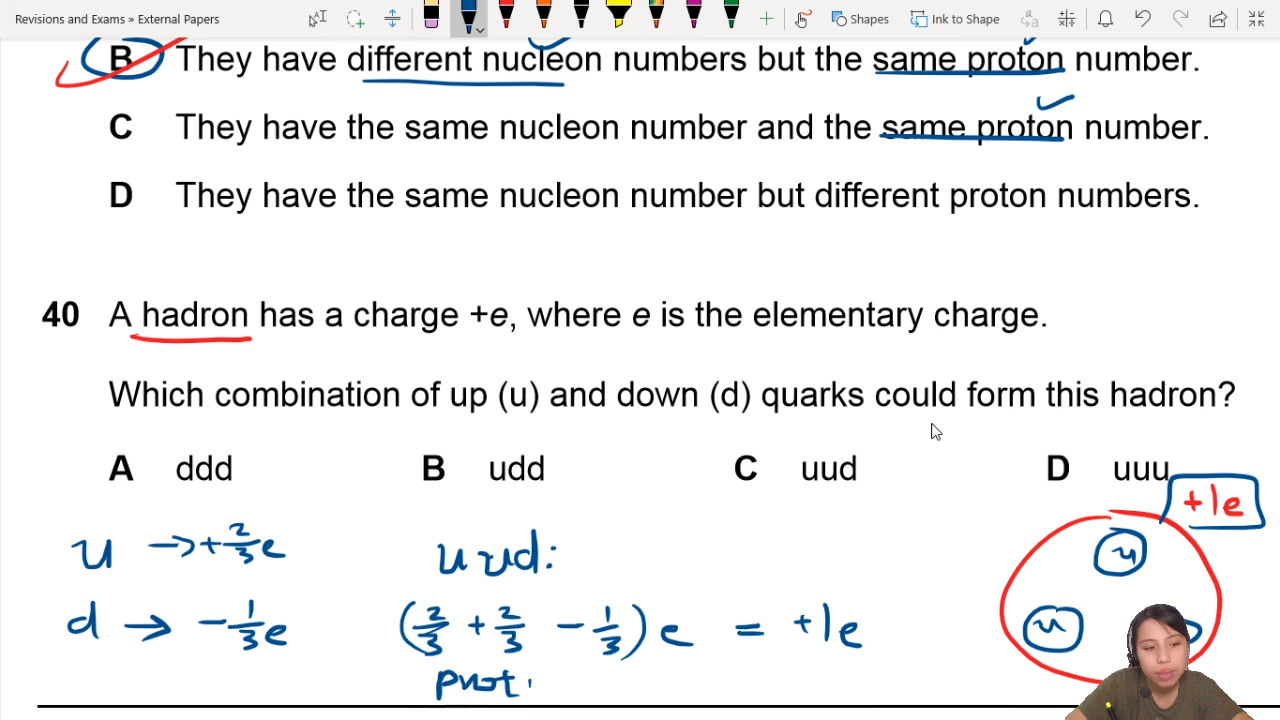 Revisions and Exams » External Papers
Shapes
Ink to Shape
B They have different nucleon numbers but the same proton number.
C They have the same nucleon number and the same proton number.
D They have the same nucleon number but different proton numbers.
40 A hadron has a charge +e, where e is the elementary charge.
Which combination of up (u) and down (d) quarks could form this hadron?
A ddd B udd C uud D uuu
+1e
u → +2/3e
uud:
u
d → -1/3e
(2/3 + 2/3 - 1/3)e = +1e
u
prot